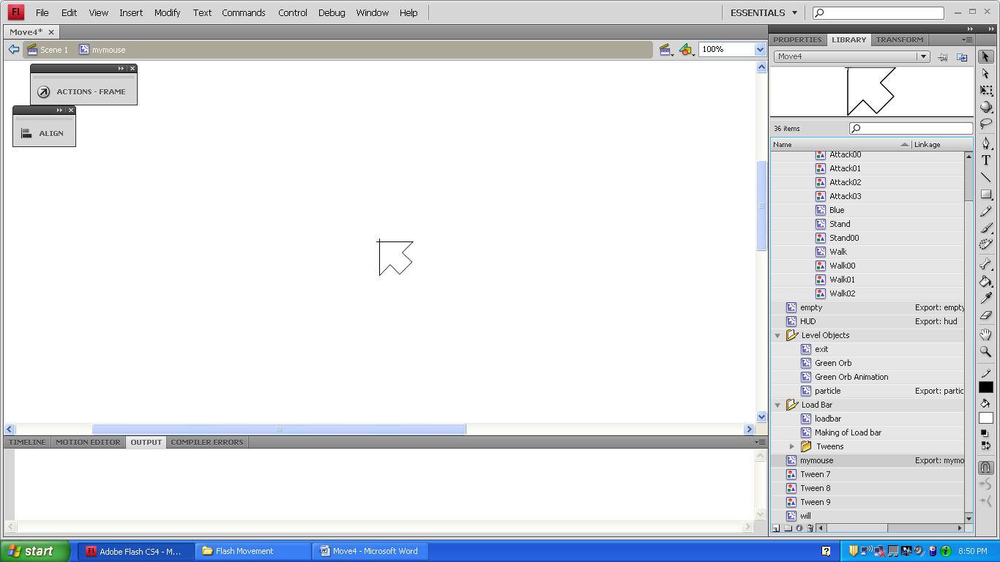 Fl File Edit View Insert Modify Text Commands Control Debug Window Help ESSENTIALS
Move4*
Scene 1 mymouse 100%
ACTIONS - FRAME
ALIGN
PROPERTIES LIBRARY TRANSFORM
Move4
36 items
Name Linkage
Attack00
Attack01
Attack02
Attack03
Blue
Stand
Stand00
Walk
Walk00
Walk01
Walk02
empty Export: empty
HUD Export: hud
Level Objects
exit
Green Orb
Green Orb Animation
particle Export: partic
Load Bar
loadbar
Making of Load bar
Tweens
mymouse Export: mymo
Tween 7
Tween 8
Tween 9
will
T
TIMELINE MOTION EDITOR OUTPUT COMPILER ERRORS
start Fl Adobe Flash CS4 - M... Flash Movement Move4 - Microsoft Word 8:50 PM